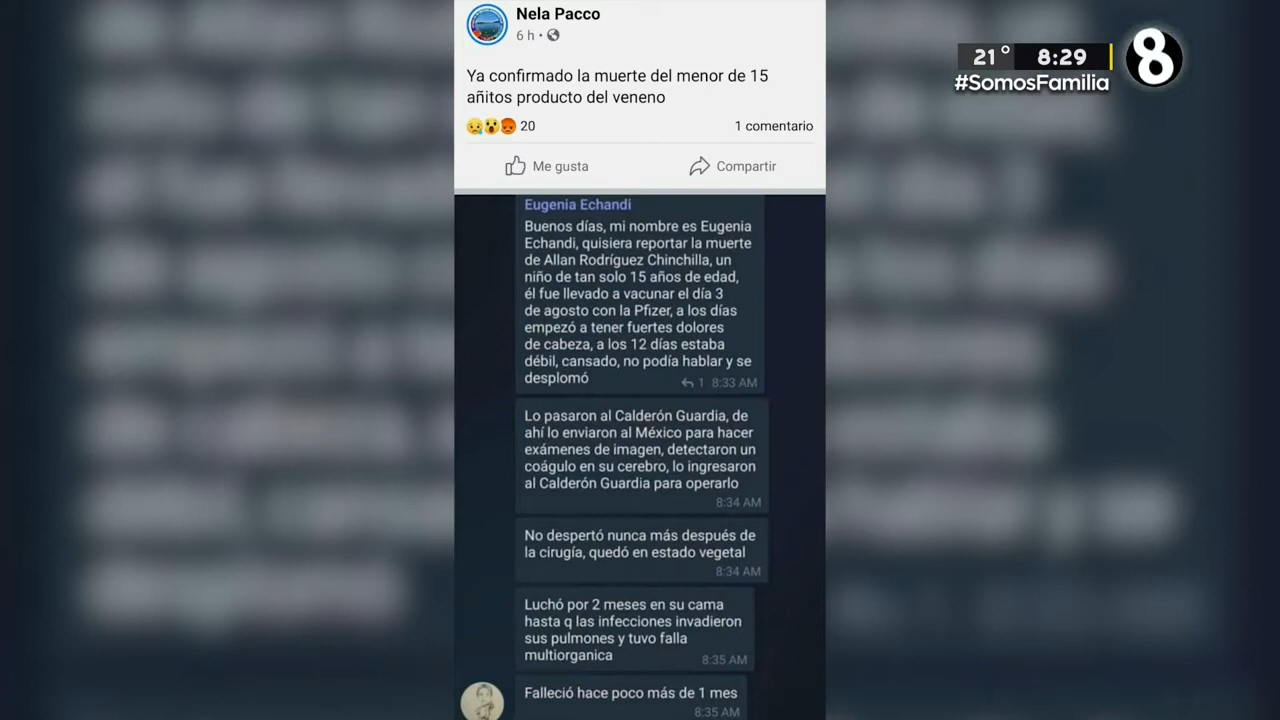 Nela Pacco
6 h
Ya confirmado la muerte del menor de 15
añitos producto del veneno
20
1 comentario
Me gusta
Compartir
21° 8:29
8
#SomosFamilia
Eugenia Echandi
Buenos días, mi nombre es Eugenia
Echandi, quisiera reportar la muerte
de Allan Rodríguez Chinchilla, un
niño de tan solo 15 años de edad,
él fue llevado a vacunar el día 3
de agosto con la Pfizer, a los días
empezó a tener fuertes dolores
de cabeza, a los 12 días estaba
débil, cansado, no podía hablar y se
desplomó
1 8:33 AM
Lo pasaron al Calderón Guardia, de
ahí lo enviaron al México para hacer
exámenes de imagen, detectaron un
coágulo en su cerebro, lo ingresaron
al Calderón Guardia para operarlo
8:34 AM
No despertó nunca más después de
la cirugía, quedó en estado vegetal
8:34 AM
Luchó por 2 meses en su cama
hasta q las infecciones invadieron
sus pulmones y tuvo falla
multiorganica
8:35 AM
Falleció hace poco más de 1 mes
8:35 AM